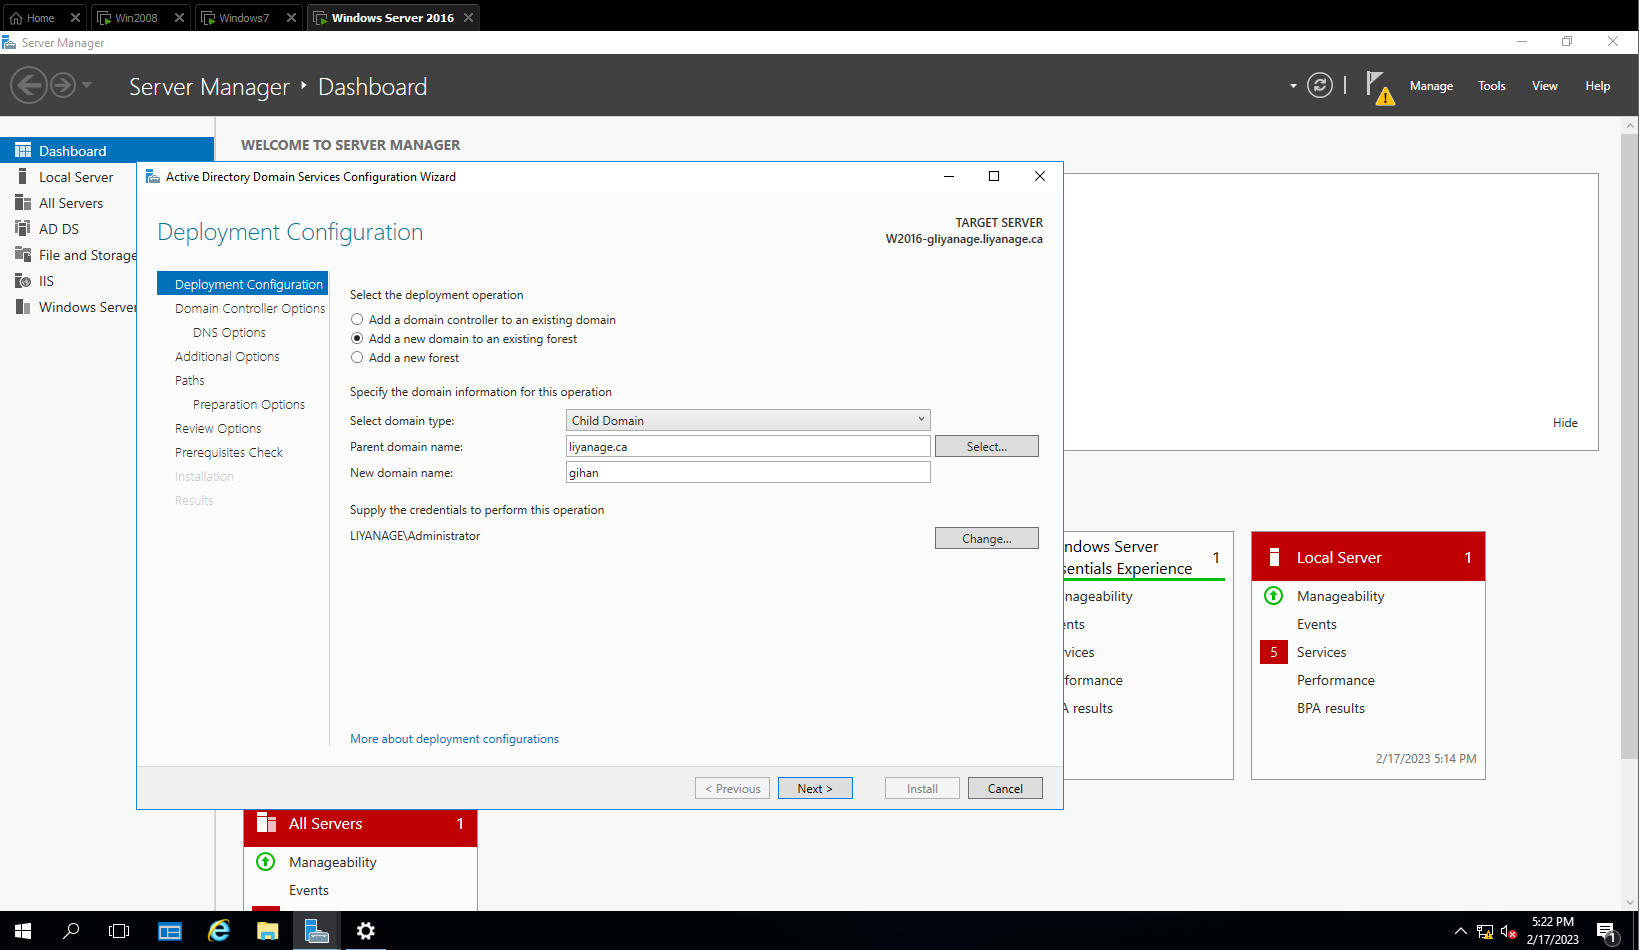 Home
Win2008
Windows7
Windows Server 2016
Server Manager
Server Manager ‣ Dashboard
Manage
Tools
View
Help
Dashboard
Local Server
All Servers
AD DS
File and Storage
IIS
Windows Server
WELCOME TO SERVER MANAGER
Active Directory Domain Services Configuration Wizard
Deployment Configuration
TARGET SERVER
W2016-gliyanage.liyanage.ca
Deployment Configuration
Domain Controller Options
DNS Options
Additional Options
Paths
Preparation Options
Review Options
Prerequisites Check
Installation
Results
Select the deployment operation
Add a domain controller to an existing domain
Add a new domain to an existing forest
Add a new forest
Specify the domain information for this operation
Select domain type:
Child Domain
Parent domain name:
liyanage.ca
Select...
New domain name:
gihan
Supply the credentials to perform this operation
LIYANAGE\Administrator
Change...
More about deployment configurations
< Previous
Next >
Install
Cancel
Hide
ndows Server
sentials Experience
1
nageability
ents
vices
formance
A results
Local Server
1
Manageability
Events
5
Services
Performance
BPA results
2/17/2023 5:14 PM
All Servers
1
Manageability
Events
5:22 PM
2/17/2023
1